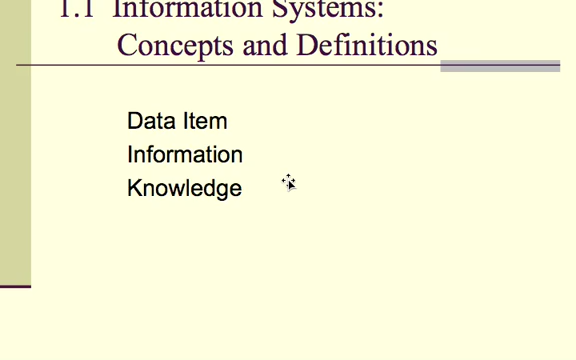 1.1 Information Systems:
Concepts and Definitions
Data Item
Information
Knowledge